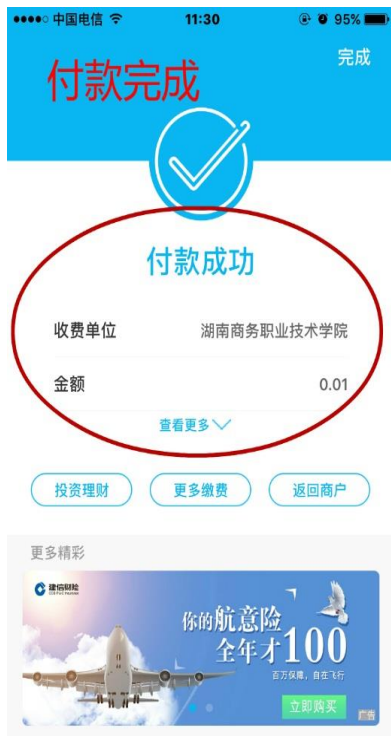 中国电信 11:30 95%
付款完成 完成
付款成功
收费单位 湖南商务职业技术学院
金额 0.01
查看更多
投资理财 更多缴费 返回商户
更多精彩
建信财险
你的航意险
全年才100
百万保障，自在飞行
立即购买
广告